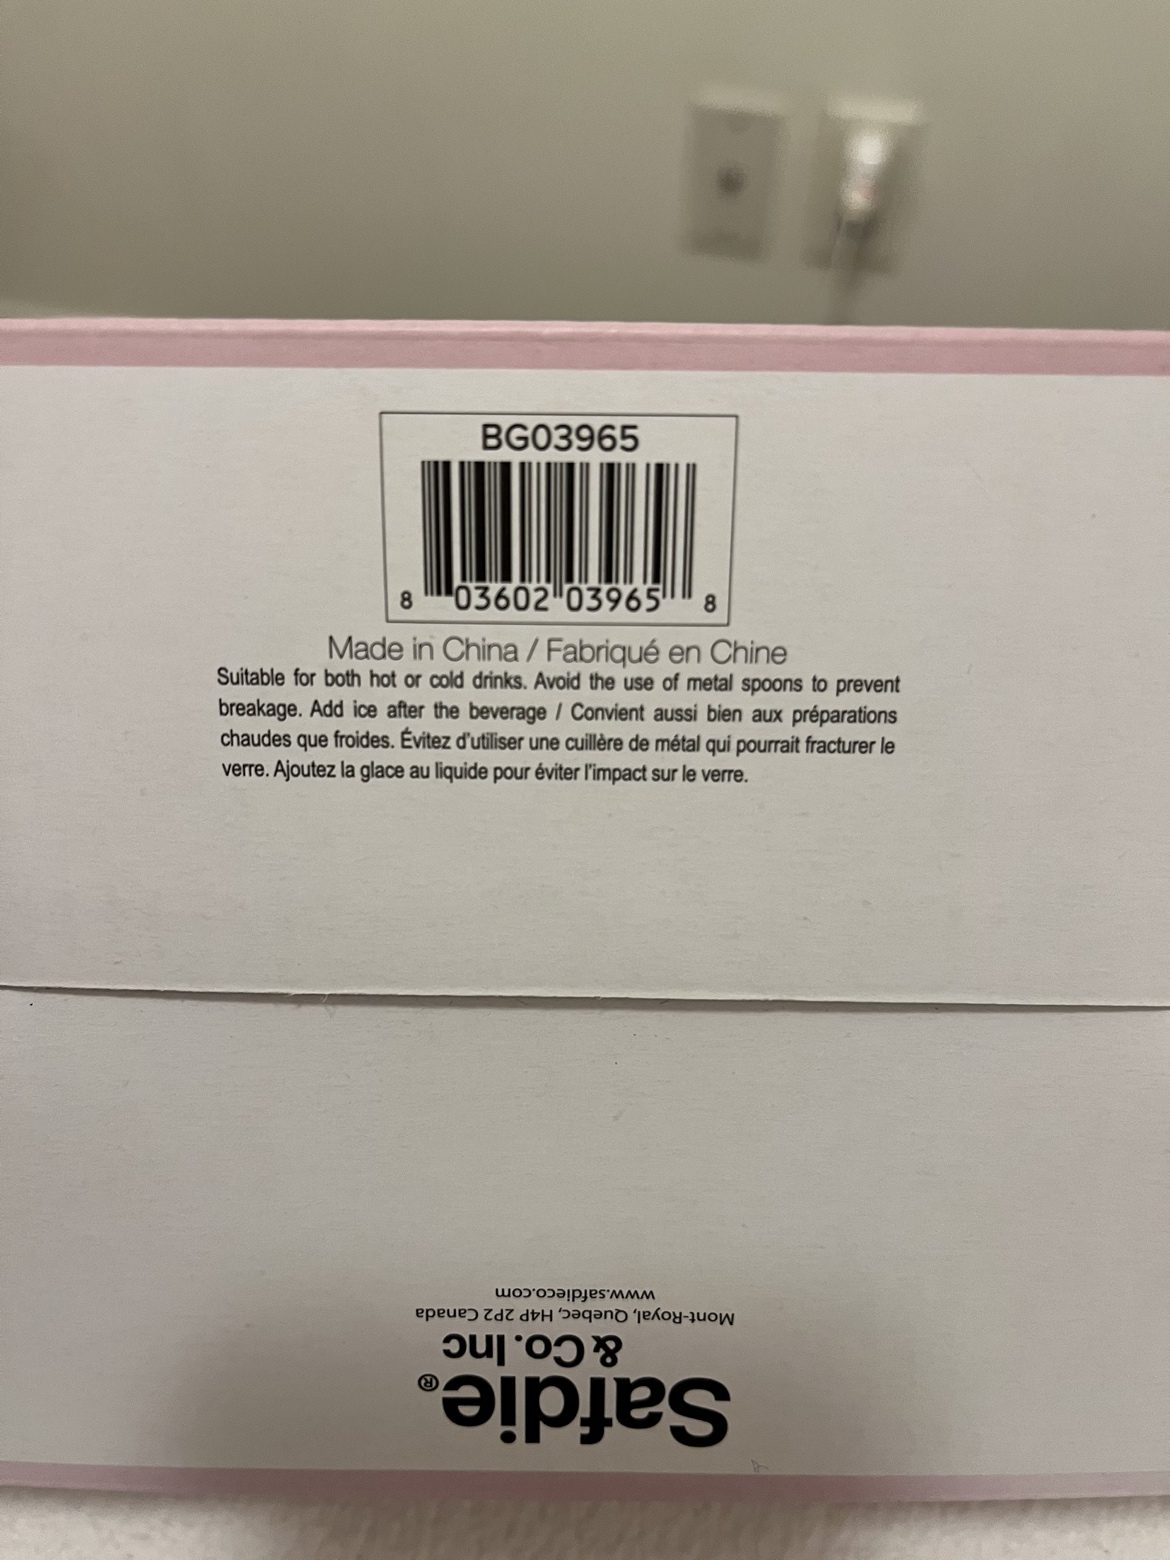 BG03965
8 03602 03965 8
Made in China / Fabriqué en Chine
Suitable for both hot or cold drinks. Avoid the use of metal spoons to prevent
breakage. Add ice after the beverage / Convient aussi bien aux préparations
chaudes que froides. Évitez d'utiliser une cuillère de métal qui pourrait fracturer le
verre. Ajoutez la glace au liquide pour éviter l'impact sur le verre.
Safdie®
& Co. Inc
Mont-Royal, Quebec, H4P 2P2 Canada
www.safdieco.com